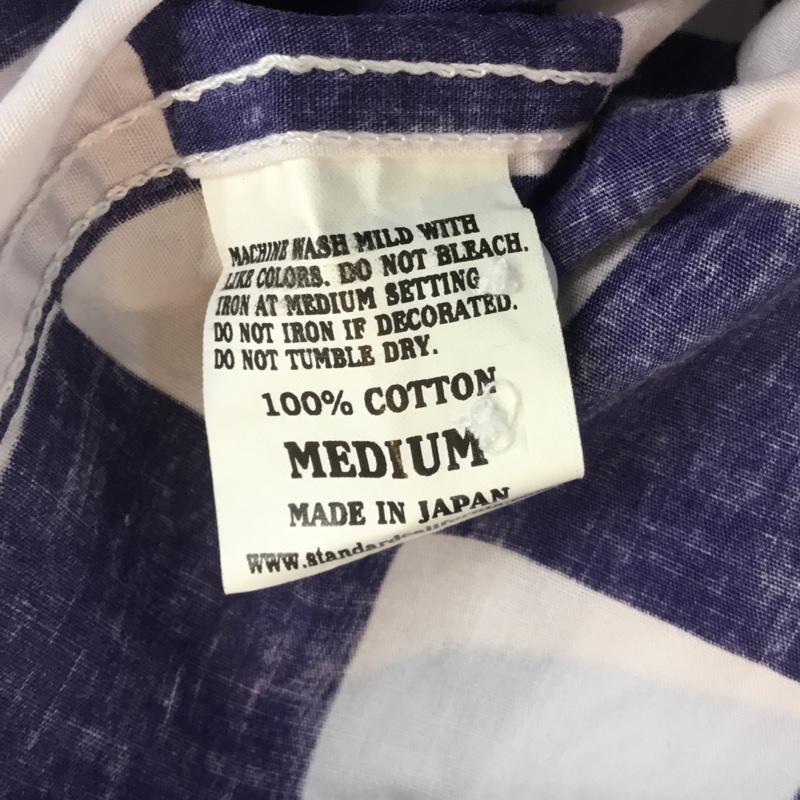 MACHINE WASH MILD WITH
LIKE COLORS. DO NOT BLEACH.
IRON AT MEDIUM SETTING
DO NOT IRON IF DECORATED.
DO NOT TUMBLE DRY.
100% COTTON
MEDIUM
MADE IN JAPAN